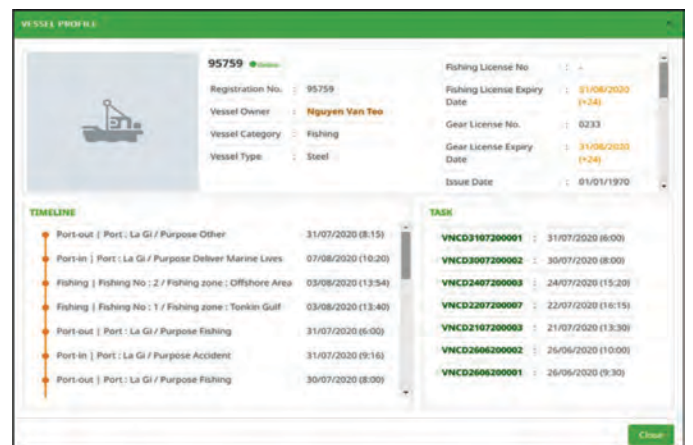 VESSEL PROFILE
95759 Online
Registration No. : 95759
Vessel Owner : Nguyen Van Teo
Vessel Category : Fishing
Vessel Type : Steel
Fishing License No : -
Fishing License Expiry Date : 31/08/2020 (+24)
Gear License No. : 0233
Gear License Expiry Date : 31/08/2020 (+24)
Issue Date : 01/01/1970
TIMELINE
Port-out | Port : La Gi / Purpose Other 31/07/2020 (8:15)
Port-in | Port : La Gi / Purpose Deliver Marine Lives 07/08/2020 (10:20)
Fishing | Fishing No : 2 / Fishing zone : Offshore Area 03/08/2020 (13:54)
Fishing | Fishing No : 1 / Fishing zone : Tonkin Gulf 03/08/2020 (13:40)
Port-out | Port : La Gi / Purpose Fishing 31/07/2020 (6:00)
Port-in | Port : La Gi / Purpose Accident 31/07/2020 (9:16)
Port-out | Port : La Gi / Purpose Fishing 30/07/2020 (8:00)
TASK
VNCD3107200001 : 31/07/2020 (6:00)
VNCD3007200002 : 30/07/2020 (8:00)
VNCD2407200003 : 24/07/2020 (15:20)
VNCD2207200007 : 22/07/2020 (16:15)
VNCD2107200003 : 21/07/2020 (13:30)
VNCD2606200002 : 26/06/2020 (10:00)
VNCD2606200001 : 26/06/2020 (9:30)
Close